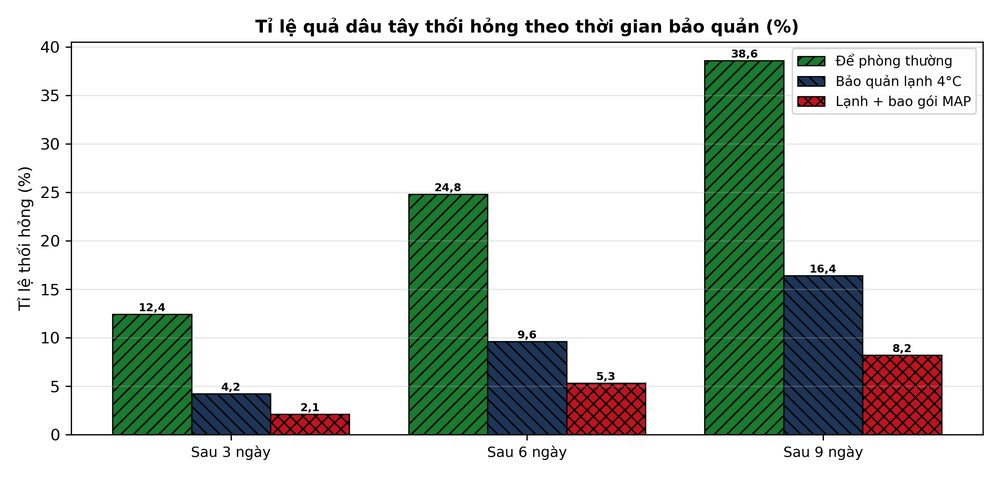 Tỉ lệ quả dâu tây thối hỏng theo thời gian bảo quản (%)
Tỉ lệ thối hỏng (%)
40
35
30
25
20
15
10
5
0
12,4
4,2
2,1
24,8
9,6
5,3
38,6
16,4
8,2
Để phòng thường
Bảo quản lạnh 4°C
Lạnh + bao gói MAP
Sau 3 ngày
Sau 6 ngày
Sau 9 ngày